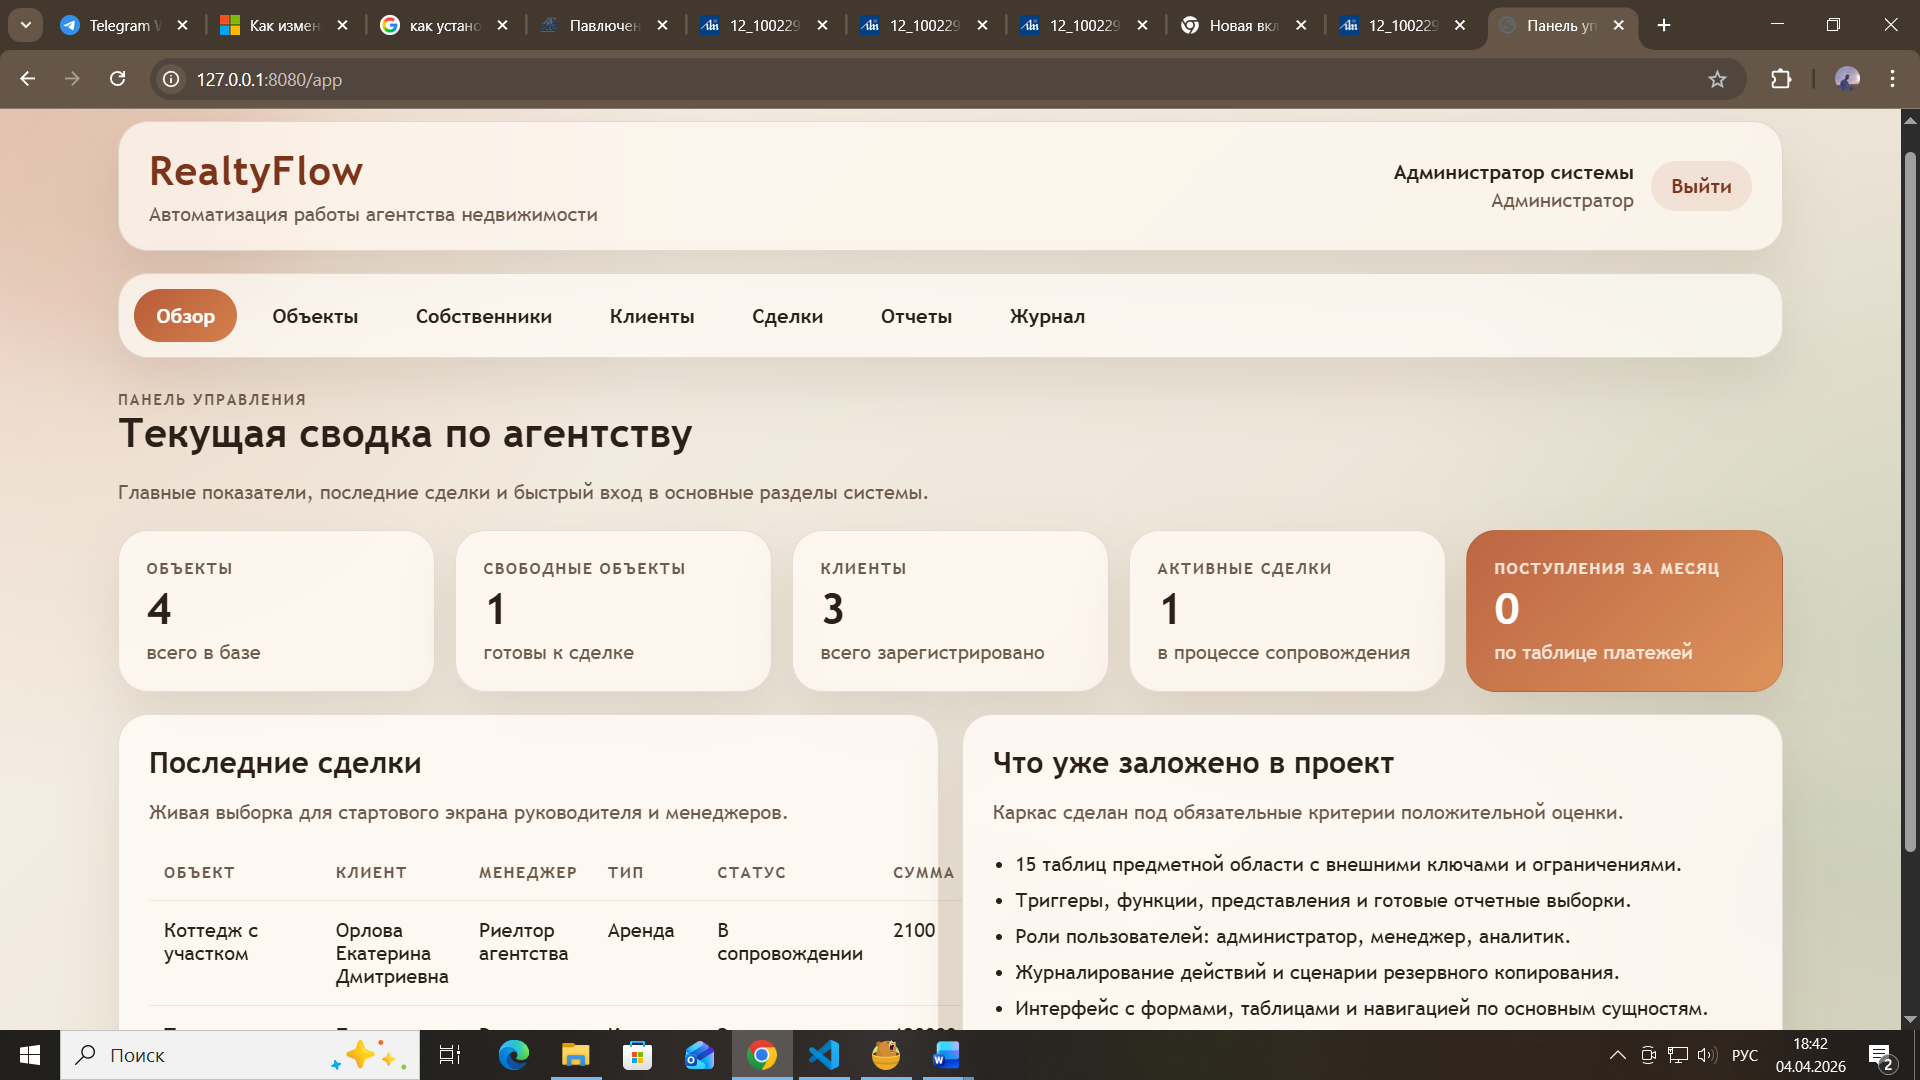 Telegram W
Как измен
как устано
Павлючен
12_100229
12_100229
12_100229
Новая вкл
12_100229
Панель уп
127.0.0.1:8080/app
RealtyFlow
Автоматизация работы агентства недвижимости
Администратор системы
Администратор
Выйти
Обзор
Объекты
Собственники
Клиенты
Сделки
Отчеты
Журнал
ПАНЕЛЬ УПРАВЛЕНИЯ
Текущая сводка по агентству
Главные показатели, последние сделки и быстрый вход в основные разделы системы.
ОБЪЕКТЫ
4
всего в базе
СВОБОДНЫЕ ОБЪЕКТЫ
1
готовы к сделке
КЛИЕНТЫ
3
всего зарегистрировано
АКТИВНЫЕ СДЕЛКИ
1
в процессе сопровождения
ПОСТУПЛЕНИЯ ЗА МЕСЯЦ
0
по таблице платежей
Последние сделки
Живая выборка для стартового экрана руководителя и менеджеров.
ОБЪЕКТ КЛИЕНТ МЕНЕДЖЕР ТИП СТАТУС СУММА
Коттедж с Орлова Риелтор Аренда В 2100
участком Екатерина агентства сопровождении
Дмитриевна
Что уже заложено в проект
Каркас сделан под обязательные критерии положительной оценки.
• 15 таблиц предметной области с внешними ключами и ограничениями.
• Триггеры, функции, представления и готовые отчетные выборки.
• Роли пользователей: администратор, менеджер, аналитик.
• Журналирование действий и сценарии резервного копирования.
• Интерфейс с формами, таблицами и навигацией по основным сущностям.
Поиск
РУС
18:42
04.04.2026
2